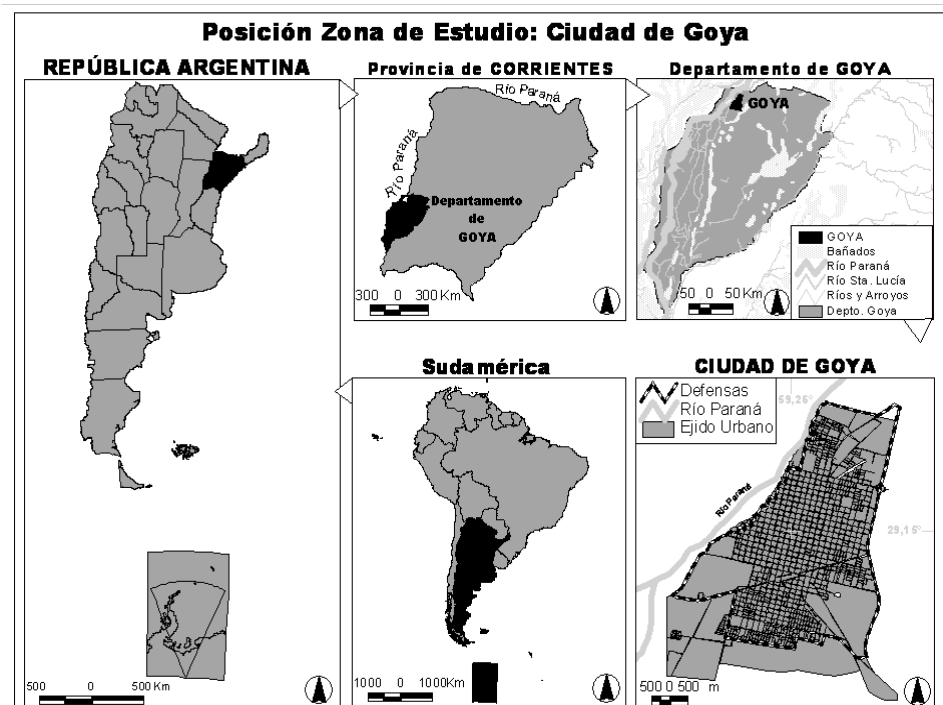 Posición Zona de Estudio: Ciudad de Goya
REPÚBLICA ARGENTINA
500 0 500 Km
Provincia de CORRIENTES
Río Paraná
Río Paraná
Departamento
de
GOYA
300 0 300 Km
Departamento de GOYA
GOYA
GOYA
Bañados
Río Paraná
Río Sta. Lucía
Ríos y Arroyos
Depto. Goya
50 0 50 Km
Sudamérica
1000 0 1000Km
CIUDAD DE GOYA
Defensas
Río Paraná
Ejido Urbano
59,25°
Río Paraná
29,15°
500 0 500 m